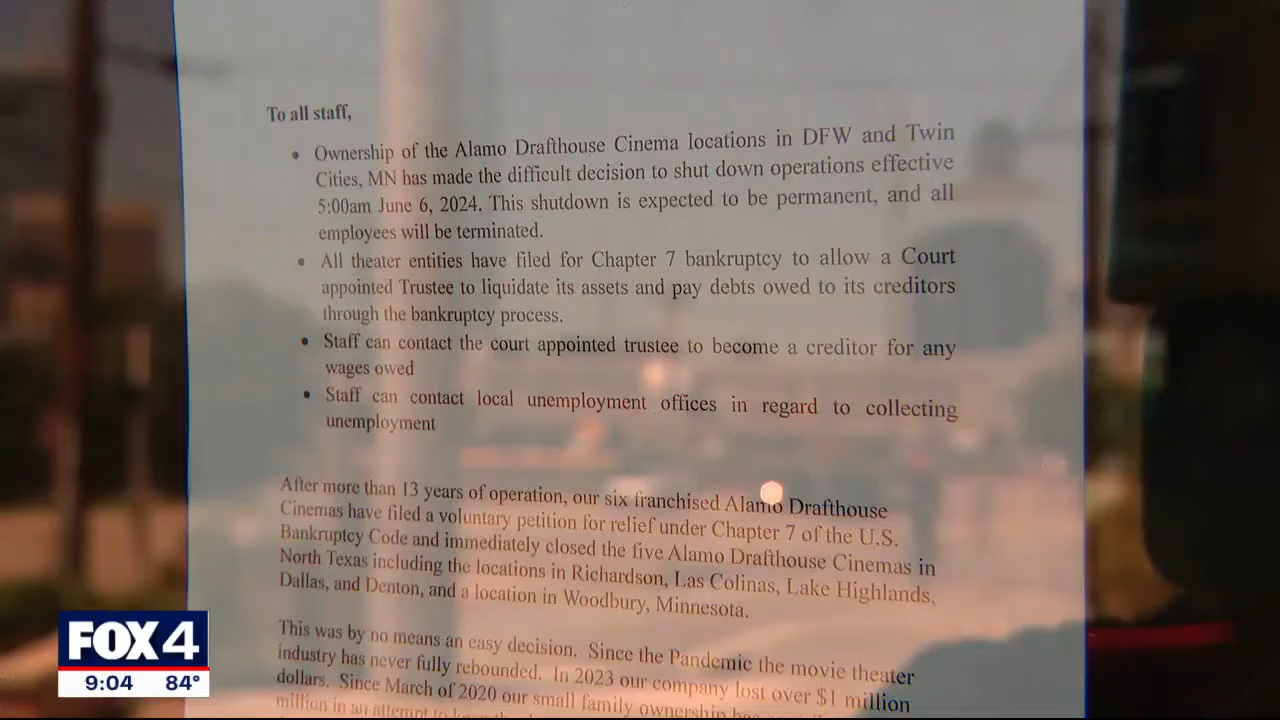 To all staff,
• Ownership of the Alamo Drafthouse Cinema locations in DFW and Twin
Cities, MN has made the difficult decision to shut down operations effective
5:00am June 6, 2024. This shutdown is expected to be permanent, and all
employees will be terminated.
• All theater entities have filed for Chapter 7 bankruptcy to allow a Court
appointed Trustee to liquidate its assets and pay debts owed to its creditors
through the bankruptcy process.
• Staff can contact the court appointed trustee to become a creditor for any
wages owed
• Staff can contact local unemployment offices in regard to collecting
unemployment
After more than 13 years of operation, our six franchised Alamo Drafthouse
Cinemas have filed a voluntary petition for relief under Chapter 7 of the U.S.
Bankruptcy Code and immediately closed the five Alamo Drafthouse Cinemas in
North Texas including the locations in Richardson, Las Colinas, Lake Highlands,
Dallas, and Denton, and a location in Woodbury, Minnesota.
This was by no means an easy decision. Since the Pandemic the movie theater
industry has never fully rebounded. In 2023 our company lost over $1 million
dollars. Since March of 2020 our small family ownership has
million in an attempt to
FOX 4
9:04 84°